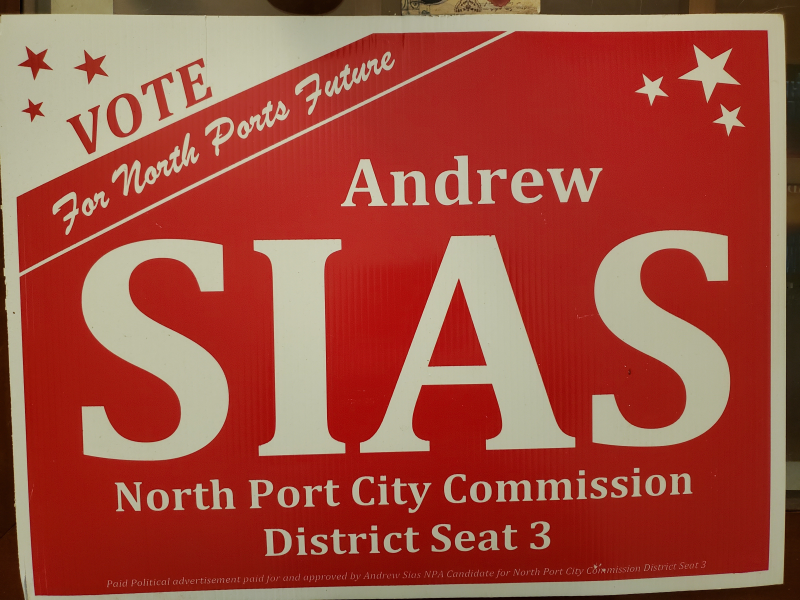 VOTE
For North Ports Future
Andrew
SIAS
North Port City Commission
District Seat 3
Paid Political advertisement paid for and approved by Andrew Sias NPA Candidate for North Port City Commission District Seat 3